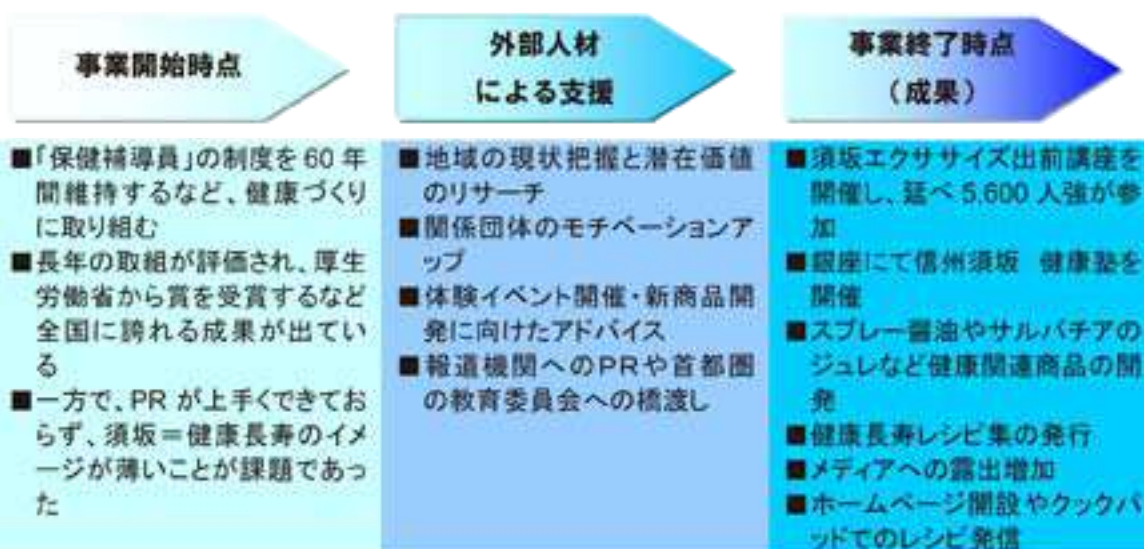 事業開始時点
■「保健補導員」の制度を 60 年
間維持するなど、健康づくり
に取り組む
■長年の取組が評価され、厚生
労働省から賞を受賞するなど
全国に誇れる成果が出てい
る
■一方で、PR が上手くできてお
らず、須坂＝健康長寿のイメ
ージが薄いことが課題であっ
た
外部人材
による支援
■地域の現状把握と潜在価値
のリサーチ
■関係団体のモチベーションア
ップ
■体験イベント開催・新商品開
発に向けたアドバイス
■報道機関へのPRや首都圏
の教育委員会への橋渡し
事業終了時点
（成果）
■須坂エクササイズ出前講座を
開催し、延べ 5,600 人強が参
加
■銀座にて信州須坂　健康塾を
開催
■スプレー醤油やサルバチアの
ジュレなど健康関連商品の開
発
■健康長寿レシピ集の発行
■メディアへの露出増加
■ホームページ開設やクックパ
ッドでのレシピ発信